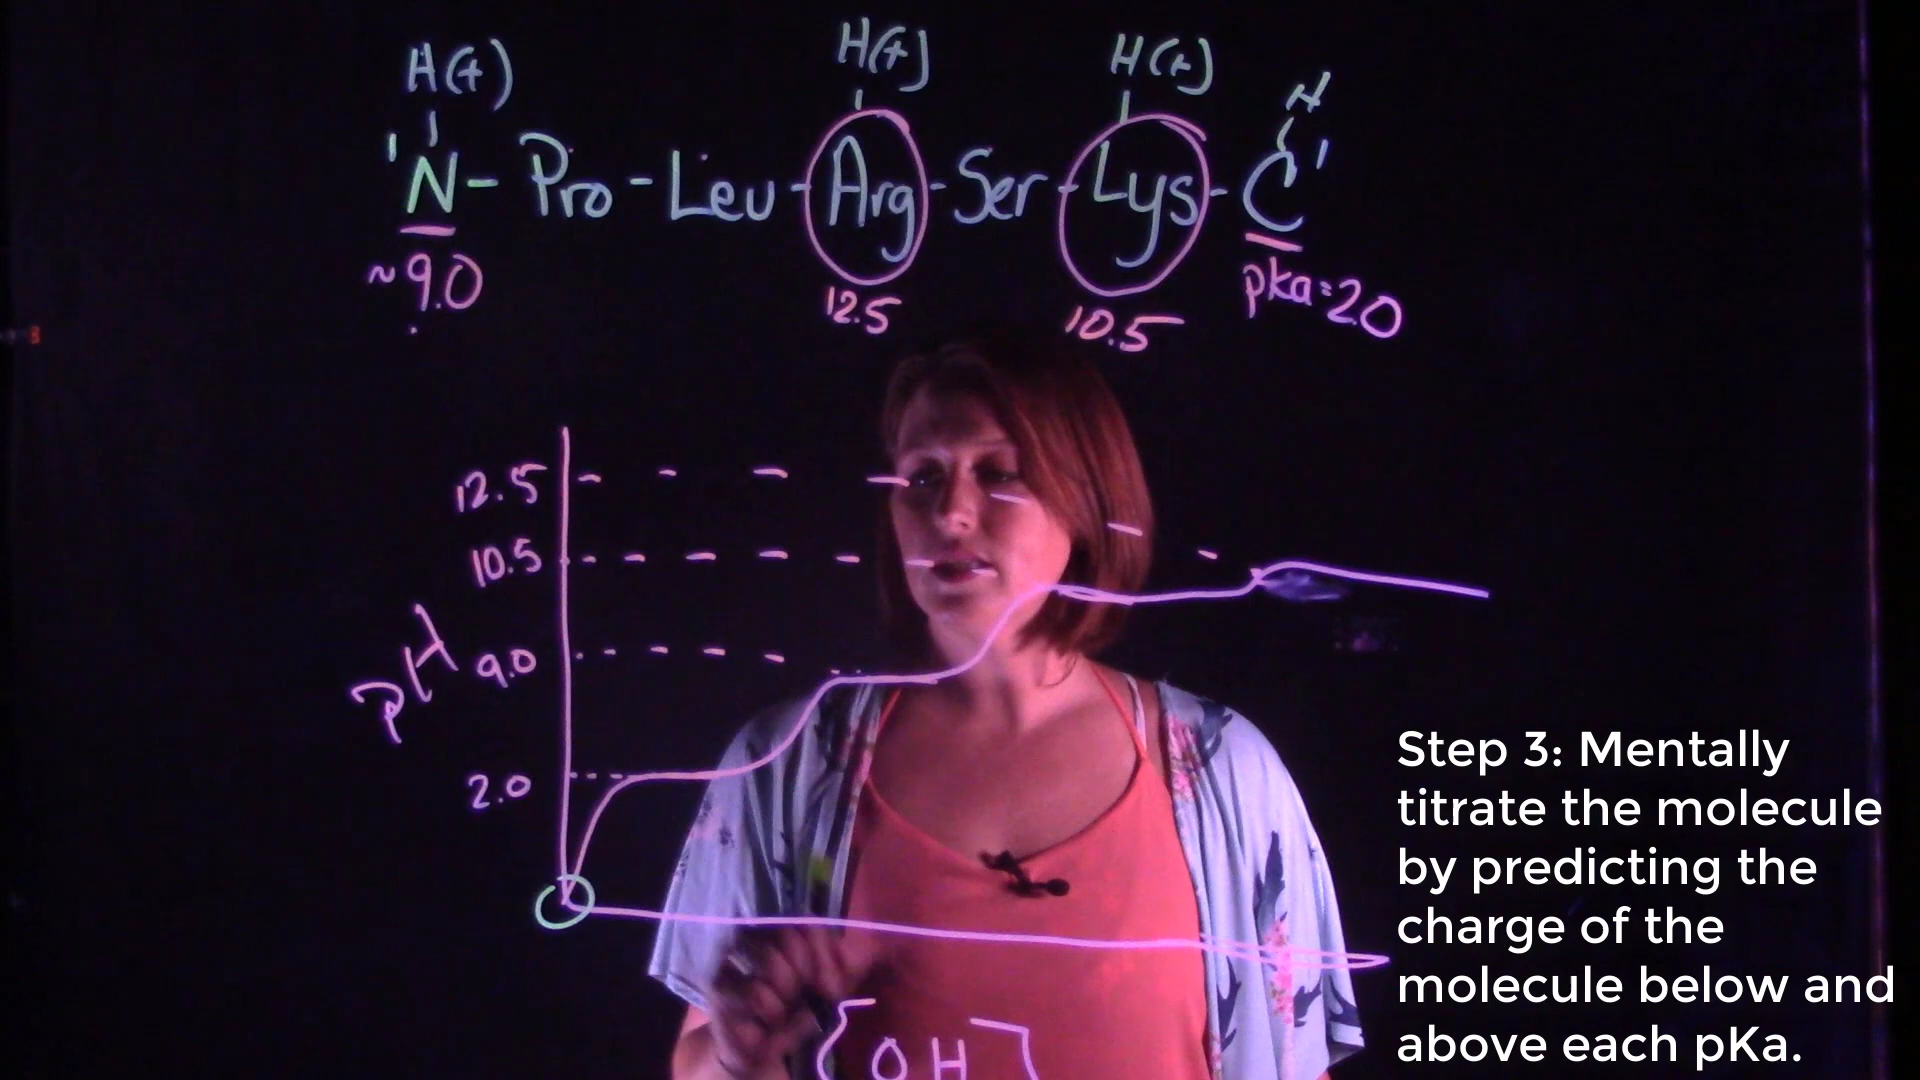 H(+) H(+) H(+) H
'N - Pro - Leu - Arg - Ser - Lys - C'
~9.0 12.5 10.5 pka=2.0
12.5
10.5
pH
9.0
2.0
[OH
Step 3: Mentally
titrate the molecule
by predicting the
charge of the
molecule below and
above each pKa.